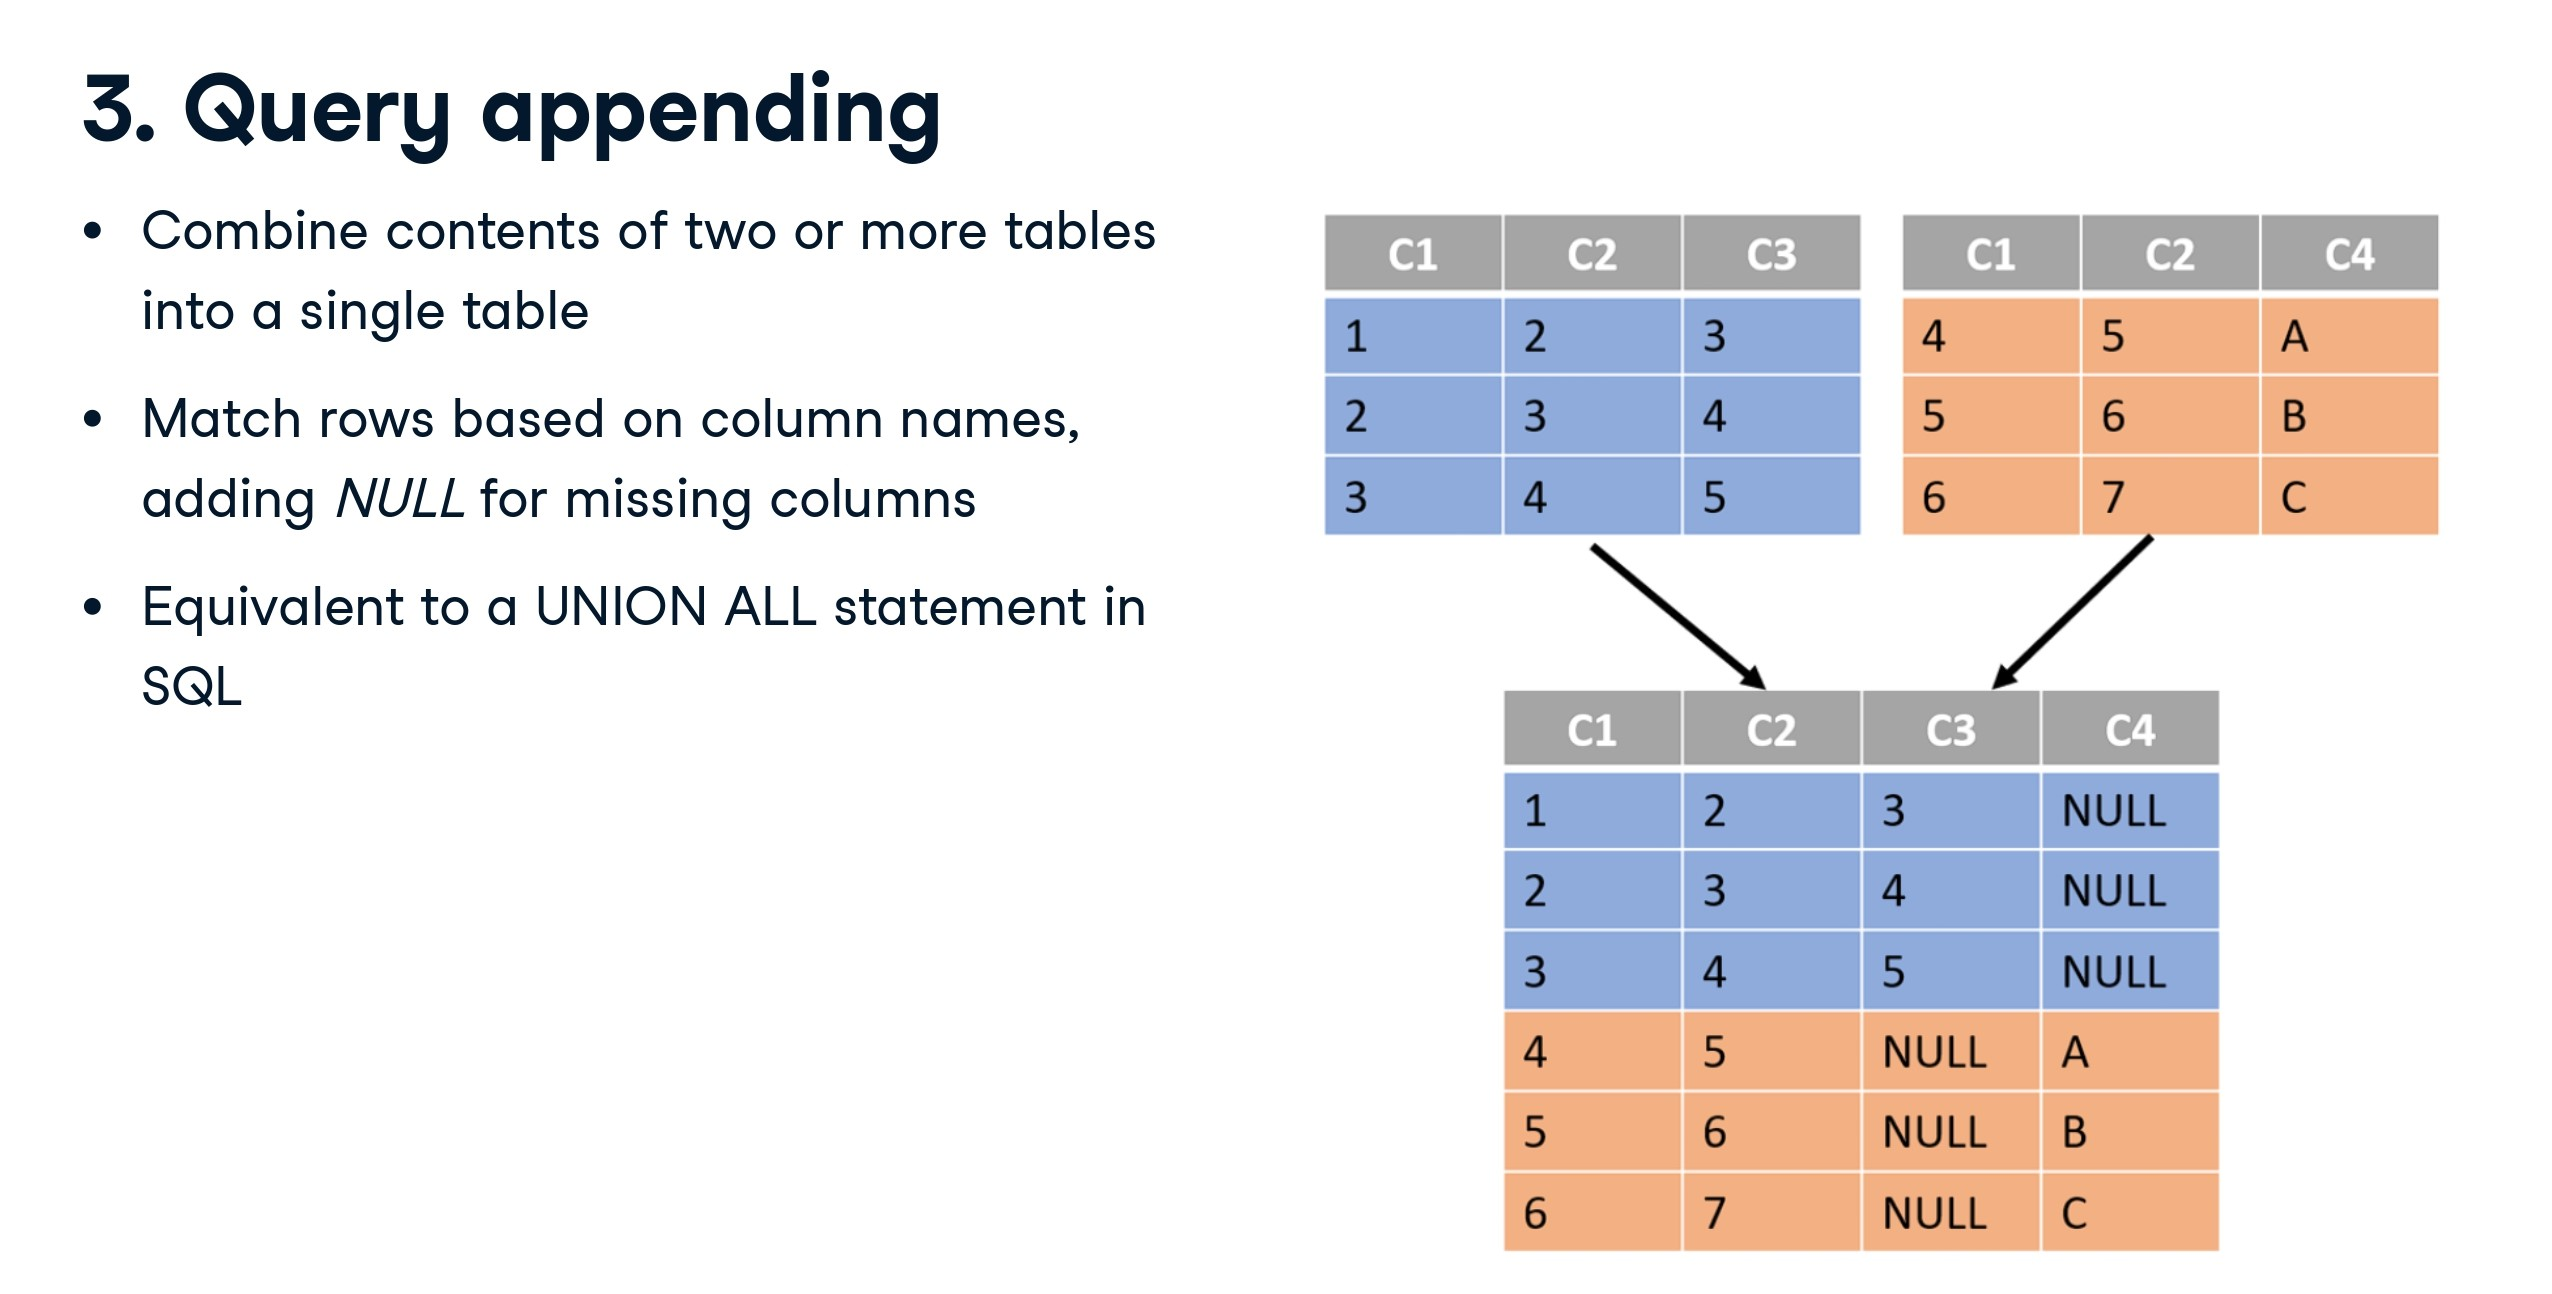 3. Query appending
• Combine contents of two or more tables
into a single table
• Match rows based on column names,
adding NULL for missing columns
• Equivalent to a UNION ALL statement in
SQL
C1 C2 C3
1 2 3
2 3 4
3 4 5
C1 C2 C4
4 5 A
5 6 B
6 7 C
C1 C2 C3 C4
1 2 3 NULL
2 3 4 NULL
3 4 5 NULL
4 5 NULL A
5 6 NULL B
6 7 NULL C